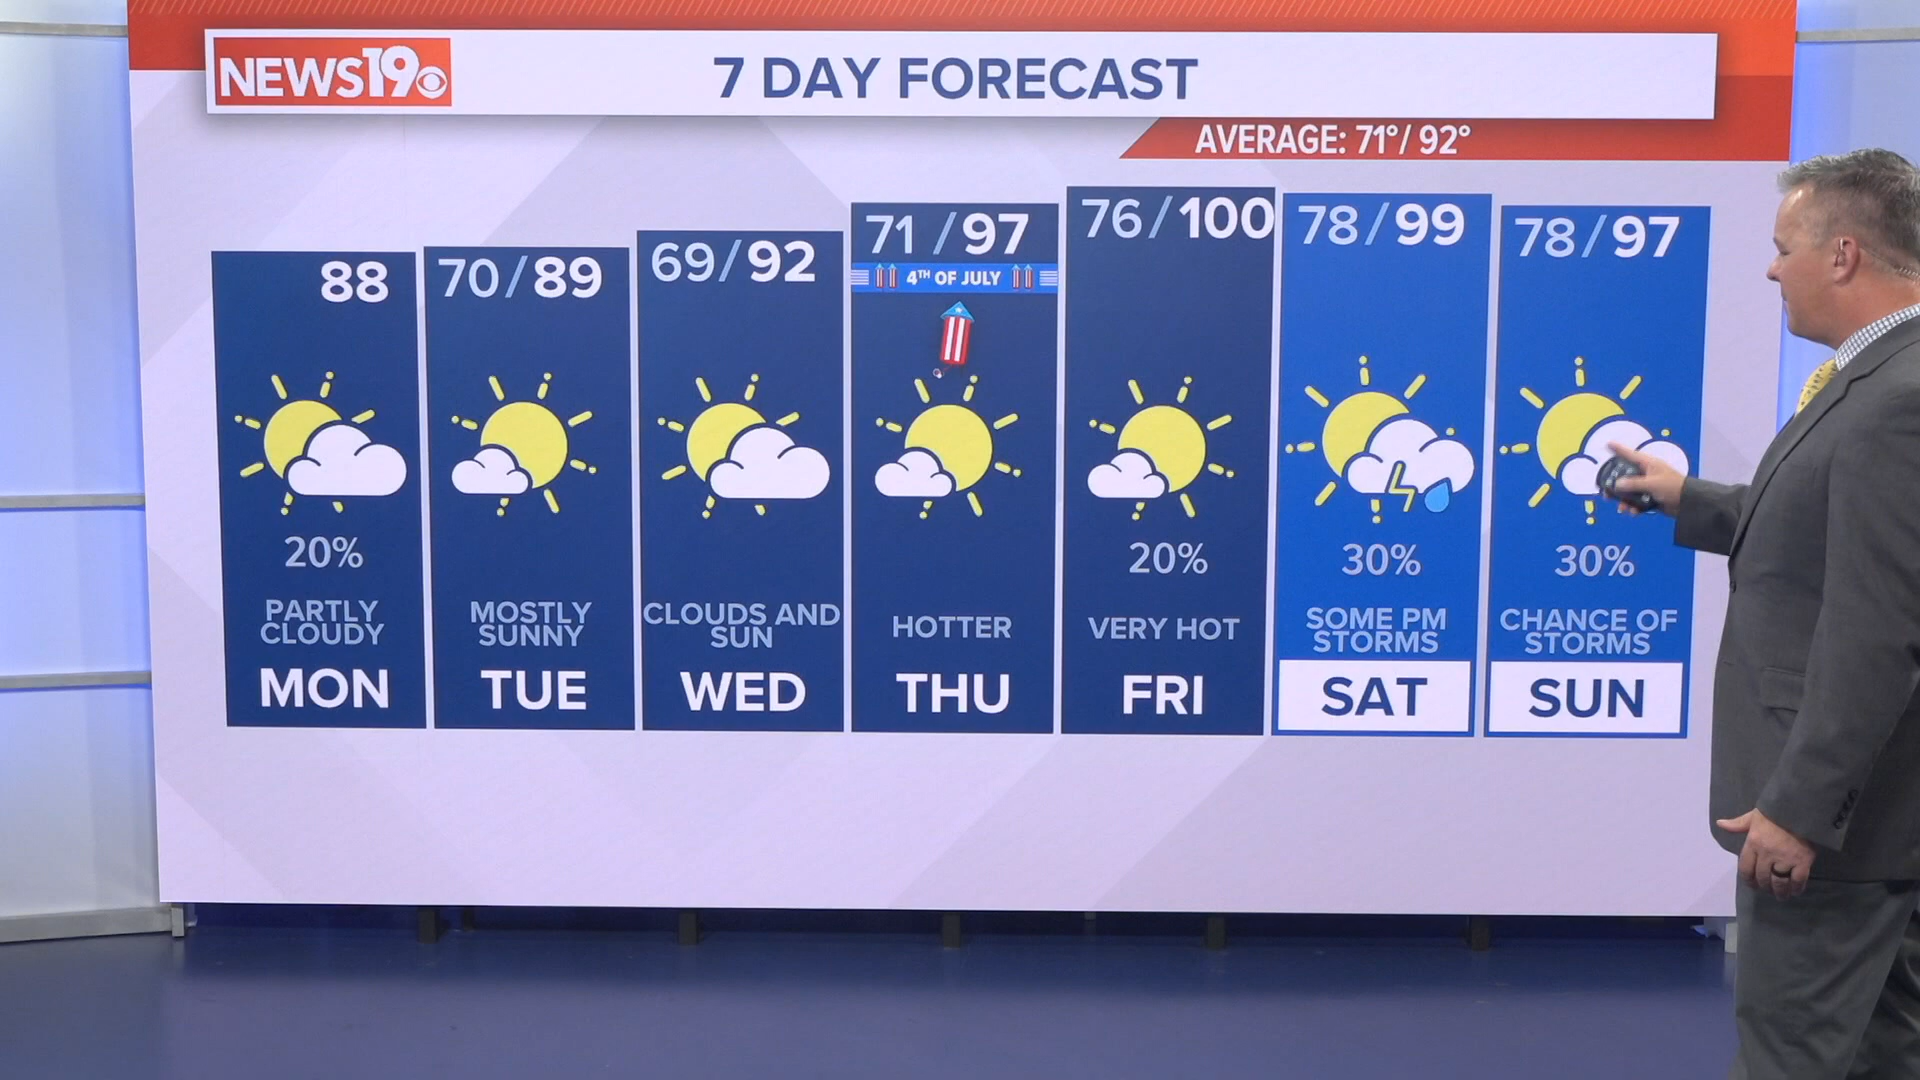 NEWS19
7 DAY FORECAST
AVERAGE: 71°/ 92°
88
20%
PARTLY
CLOUDY
MON
70/89
MOSTLY
SUNNY
TUE
69/92
CLOUDS AND
SUN
WED
71/97
4TH OF JULY
HOTTER
THU
76/100
20%
VERY HOT
FRI
78/99
30%
SOME PM
STORMS
SAT
78/97
30%
CHANCE OF
STORMS
SUN